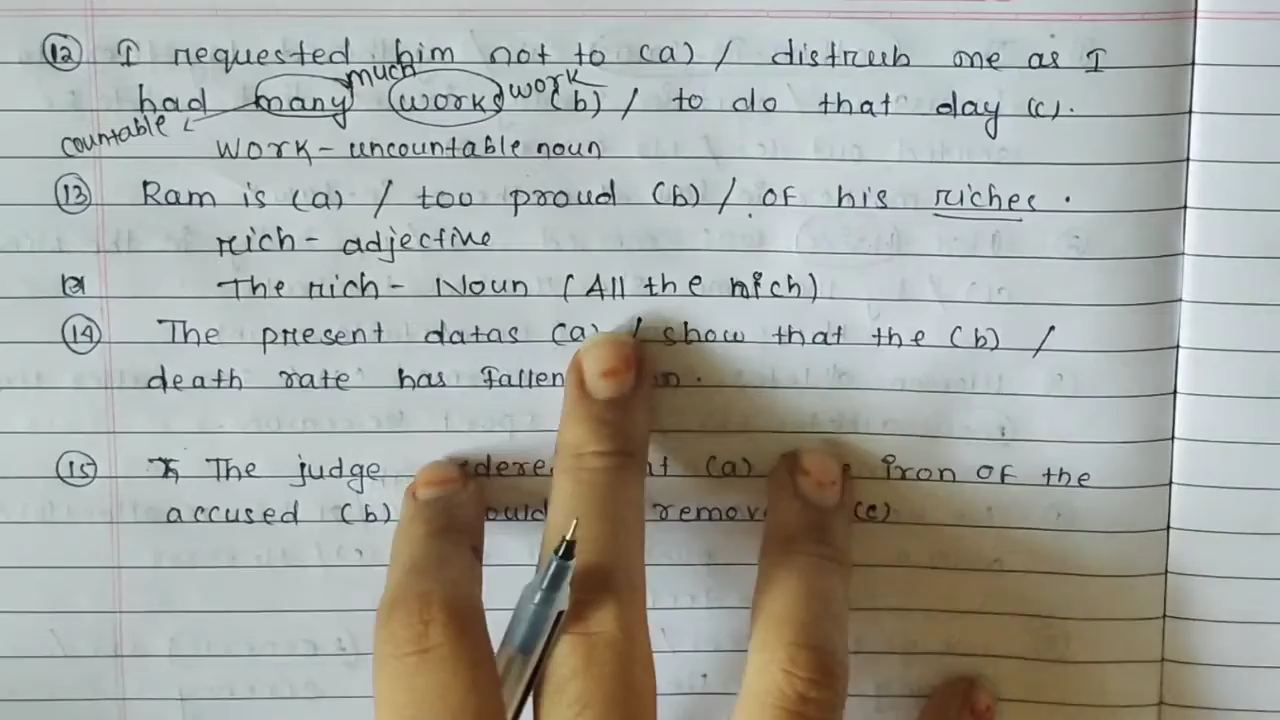 (12) I requested him not to (a) / distrub me as I
much work
had many works (b) / to do that day (c).
countable
work - uncountable noun
(13) Ram is (a) / too proud (b) / of his riches.
rich - adjective
The rich - Noun (All the rich)
(14) The present datas (a) / show that the (b) /
death rate has fallen
(15) The judge (a) iron of the
accused (b) (c)